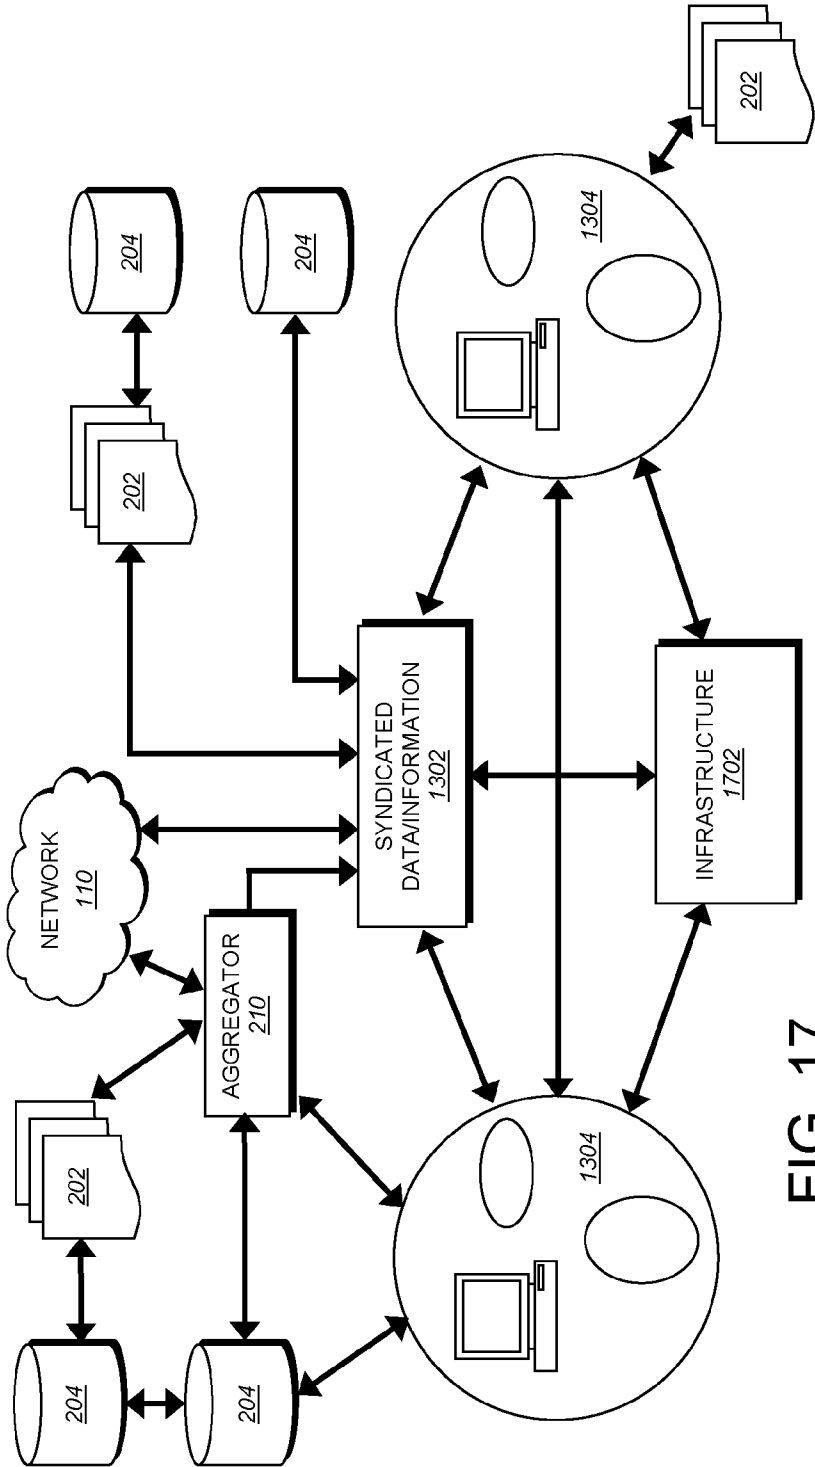 204
202
NETWORK
110
202
204
204
AGGREGATOR
210
204
SYNDICATED
DATA/INFORMATION
1302
1304
1304
INFRASTRUCTURE
1702
202
FIG. 17